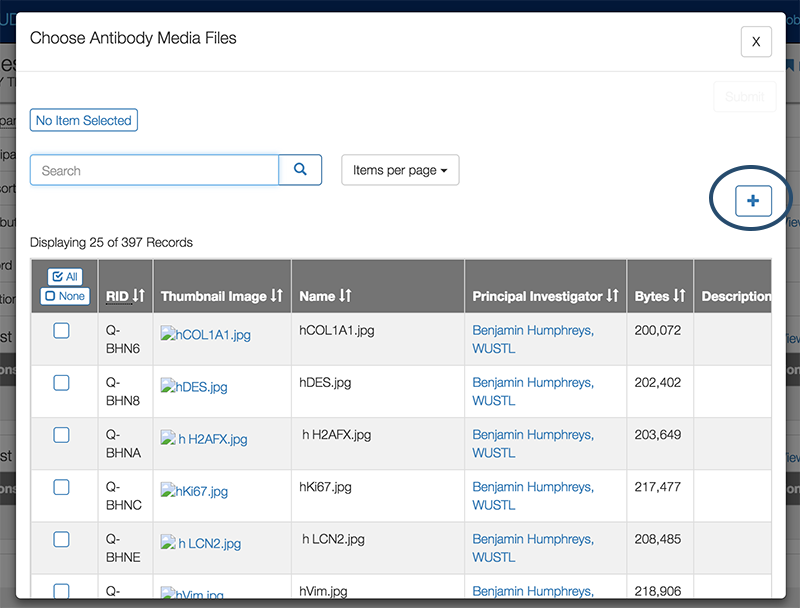 Choose Antibody Media Files
X
Submit
No Item Selected
Search
Items per page
+
Displaying 25 of 397 Records
All
None
RID
Thumbnail Image
Name
Principal Investigator
Bytes
Description
Q-
BHN6
hCOL1A1.jpg
hCOL1A1.jpg
Benjamin Humphreys,
WUSTL
200,072
Q-
BHN8
hDES.jpg
hDES.jpg
Benjamin Humphreys,
WUSTL
202,402
Q-
BHNA
h H2AFX.jpg
h H2AFX.jpg
Benjamin Humphreys,
WUSTL
203,649
Q-
BHNC
hKi67.jpg
hKi67.jpg
Benjamin Humphreys,
WUSTL
217,477
Q-
BHNE
h LCN2.jpg
h LCN2.jpg
Benjamin Humphreys,
WUSTL
208,485
Q-
hVim.jpg
hVim.jpg
Benjamin Humphreys,
218,906